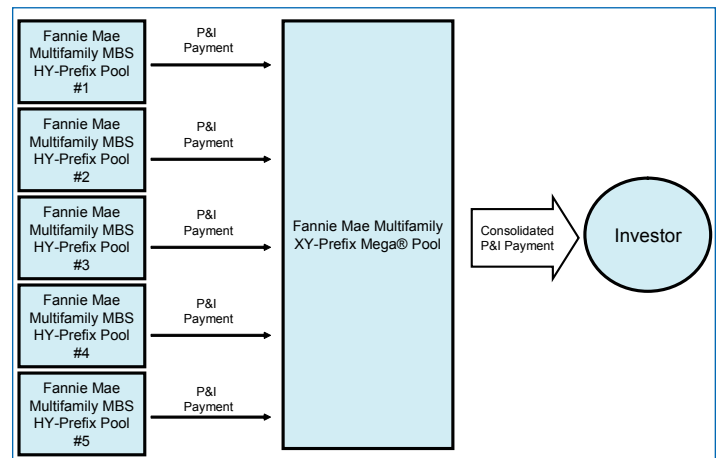 Fannie Mae
Multifamily MBS
HY-Prefix Pool
#1
P&I
Payment
Fannie Mae
Multifamily MBS
HY-Prefix Pool
#2
P&I
Payment
Fannie Mae
Multifamily MBS
HY-Prefix Pool
#3
P&I
Payment
Fannie Mae
Multifamily MBS
HY-Prefix Pool
#4
P&I
Payment
Fannie Mae
Multifamily MBS
HY-Prefix Pool
#5
P&I
Payment
Fannie Mae Multifamily
XY-Prefix Mega® Pool
Consolidated
P&I Payment
Investor